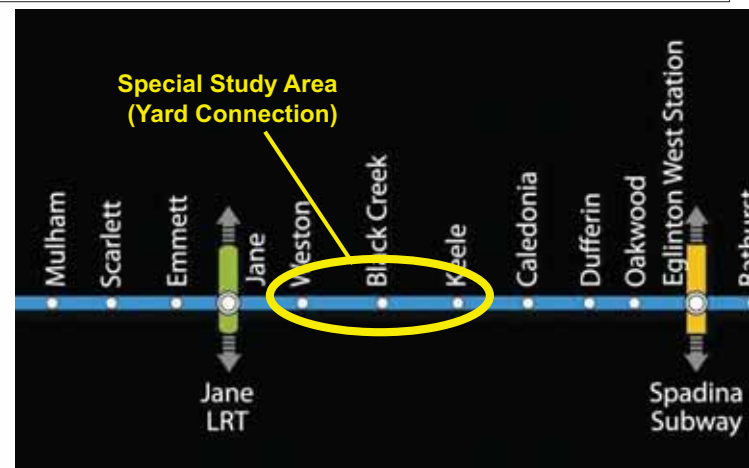 Special Study Area
(Yard Connection)
Mulham
Scarlett
Emmett
Jane
Weston
Black Creek
Keele
Caledonia
Dufferin
Oakwood
Eglinton West Station
Jane
LRT
Spadina
Subway